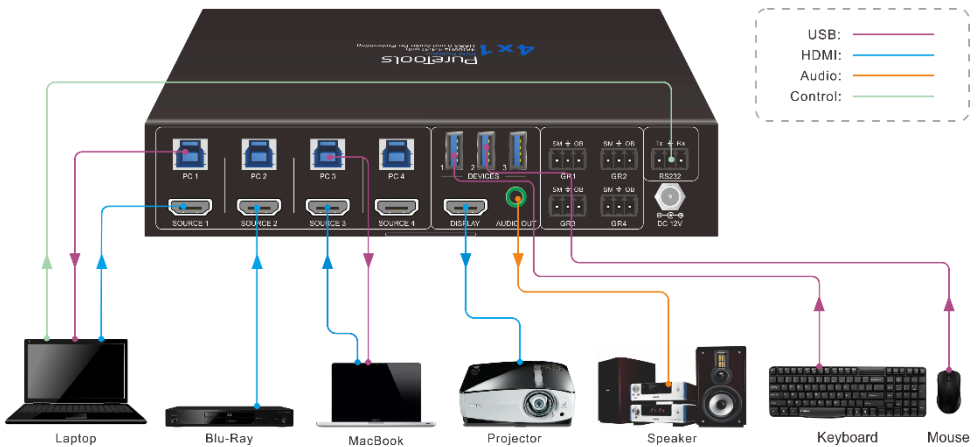 PureTools
4x1
USB:
HDMI:
Audio:
Control:
PC 1
PC 2
PC 3
PC 4
1
2
3
DEVICES
SM OB
GR1
SM OB
GR2
Tx Rx
RS232
SOURCE 1
SOURCE 2
SOURCE 3
SOURCE 4
DISPLAY
AUDIO OUT
SM OB
GR3
SM OB
GR4
DC 12V
Laptop
Blu-Ray
MacBook
Projector
Speaker
Keyboard
Mouse